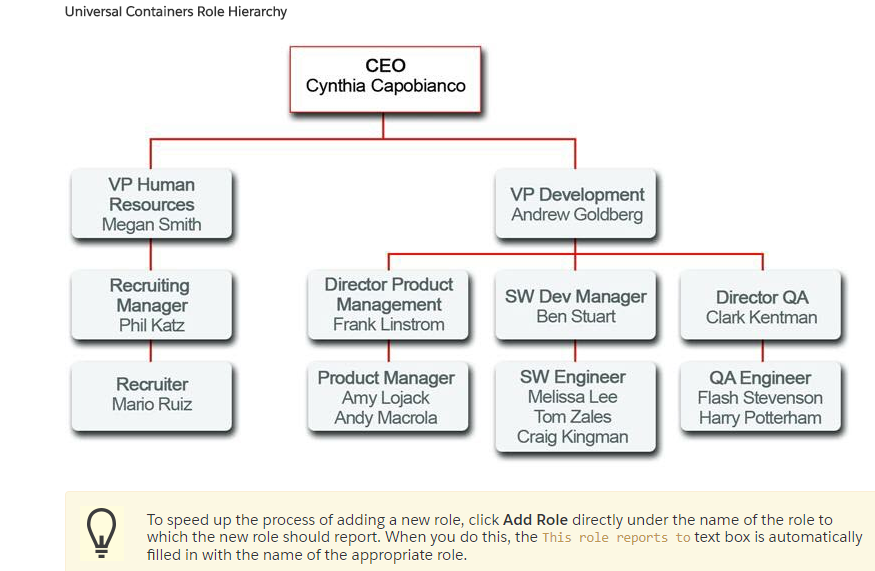 Universal Containers Role Hierarchy
CEO
Cynthia Capobianco
VP Human
Resources
Megan Smith
VP Development
Andrew Goldberg
Recruiting
Manager
Phil Katz
Director Product
Management
Frank Linstrom
SW Dev Manager
Ben Stuart
Director QA
Clark Kentman
Recruiter
Mario Ruiz
Product Manager
Amy Lojack
Andy Macrola
SW Engineer
Melissa Lee
Tom Zales
Craig Kingman
QA Engineer
Flash Stevenson
Harry Potterham
To speed up the process of adding a new role, click Add Role directly under the name of the role to
which the new role should report. When you do this, the This role reports to text box is automatically
filled in with the name of the appropriate role.